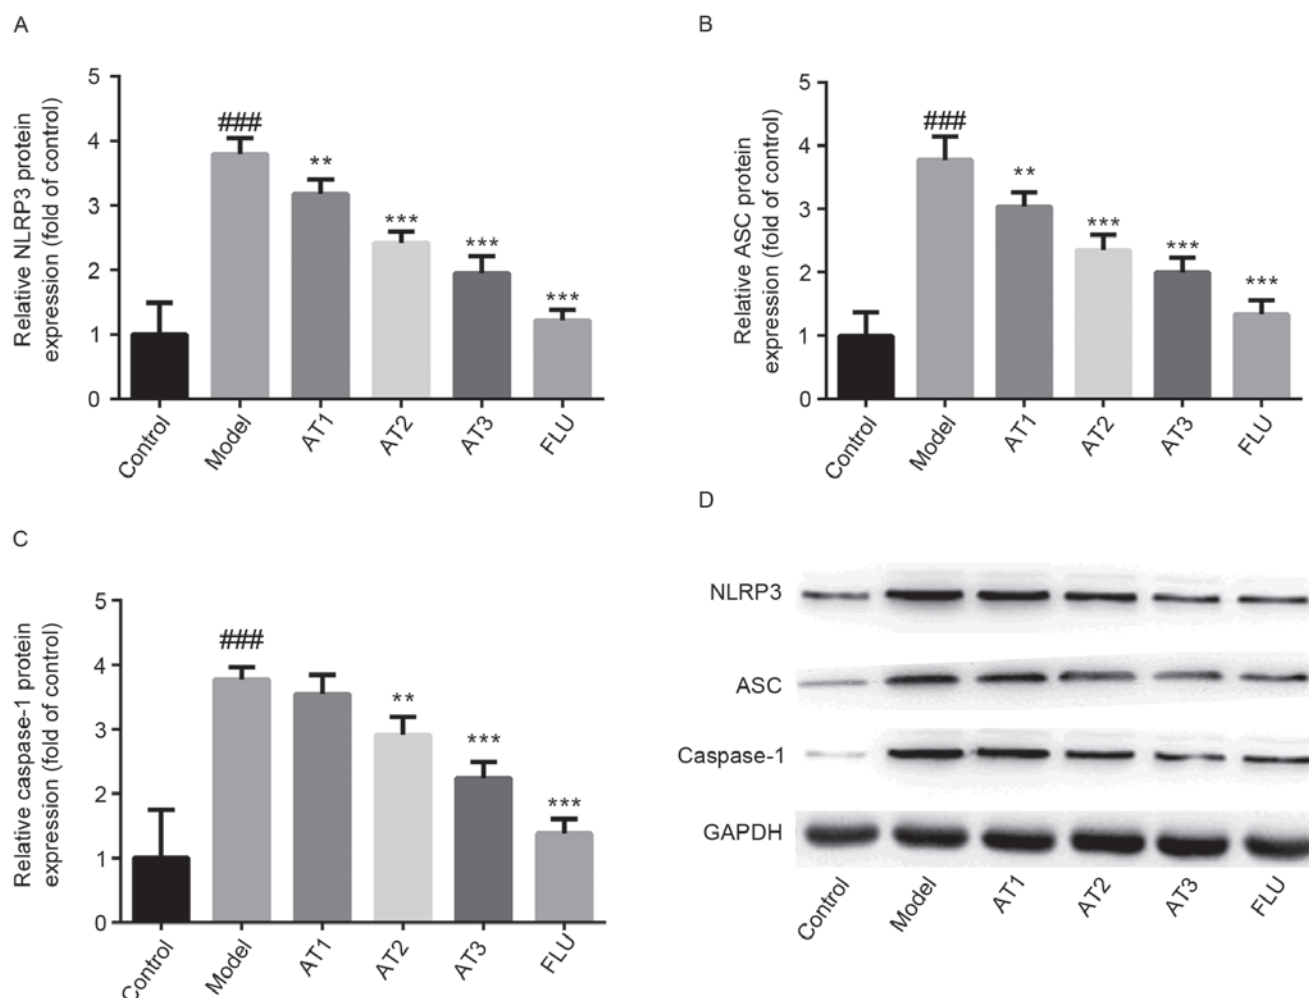 A
Relative NLRP3 protein
expression (fold of control)
5
4
3
2
1
0
###
**
***
***
***
Control
Model
AT1
AT2
AT3
FLU
B
Relative ASC protein
expression (fold of control)
5
4
3
2
1
0
###
**
***
***
***
Control
Model
AT1
AT2
AT3
FLU
C
Relative caspase-1 protein
expression (fold of control)
5
4
3
2
1
0
###
**
***
***
Control
Model
AT1
AT2
AT3
FLU
D
NLRP3
ASC
Caspase-1
GAPDH
Control
Model
AT1
AT2
AT3
FLU